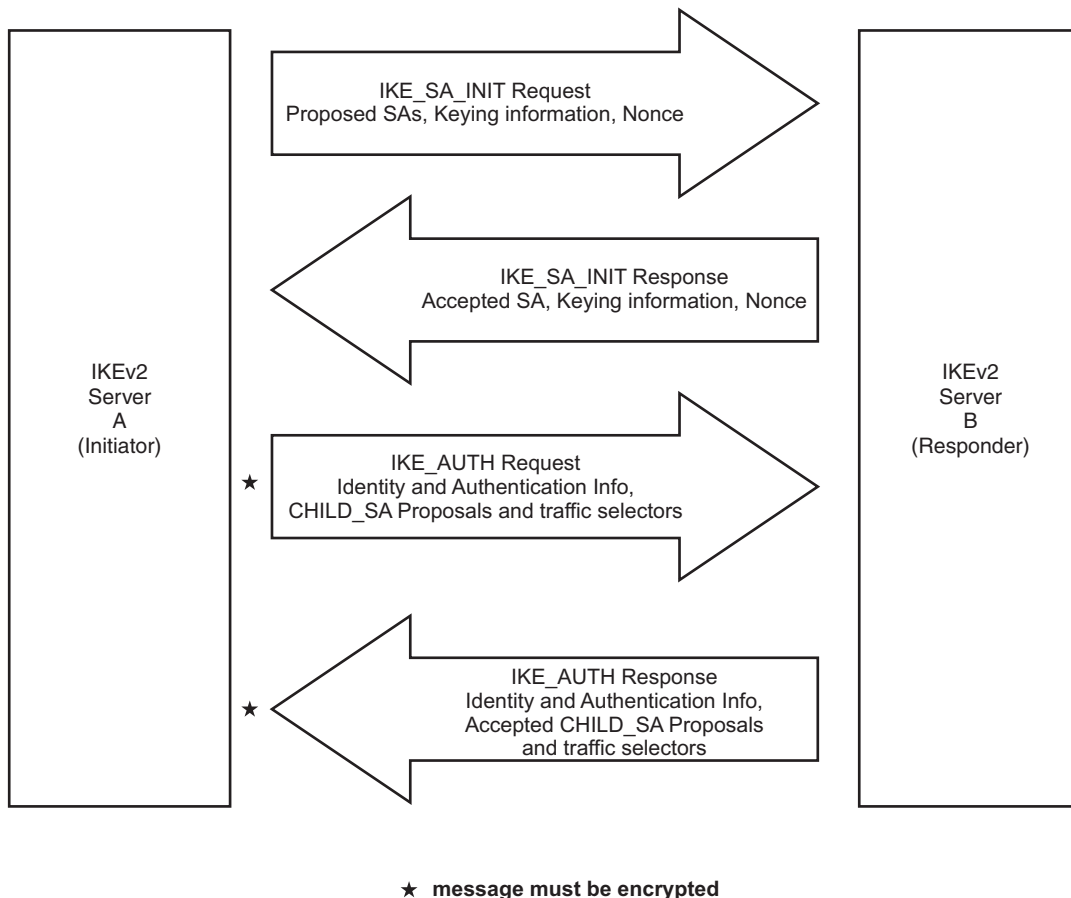 IKE_SA_INIT Request
Proposed SAs, Keying information, Nonce
IKE_SA_INIT Response
Accepted SA, Keying information, Nonce
IKEv2
Server
A
(Initiator)
IKEv2
Server
B
(Responder)
IKE_AUTH Request
Identity and Authentication Info,
CHILD_SA Proposals and traffic selectors
IKE_AUTH Response
Identity and Authentication Info,
Accepted CHILD_SA Proposals
and traffic selectors
★ message must be encrypted